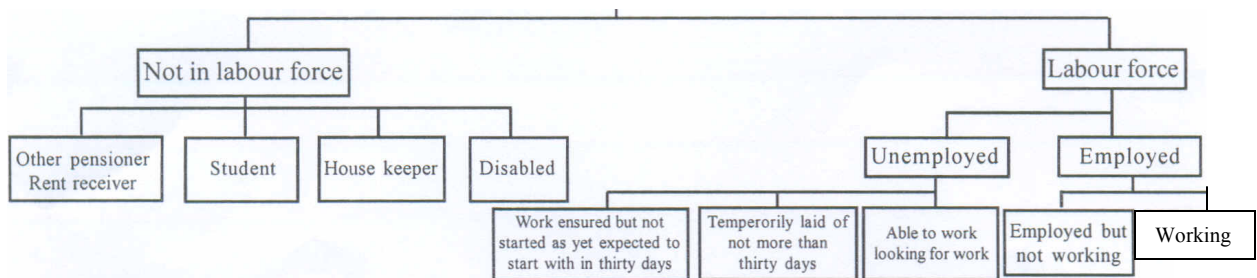 Not in labour force
Labour force
Other pensioner
Rent receiver
Student
House keeper
Disabled
Unemployed
Employed
Work ensured but not
started as yet expected to
start with in thirty days
Temperorily laid of
not more than
thirty days
Able to work
looking for work
Employed but
not working
Working